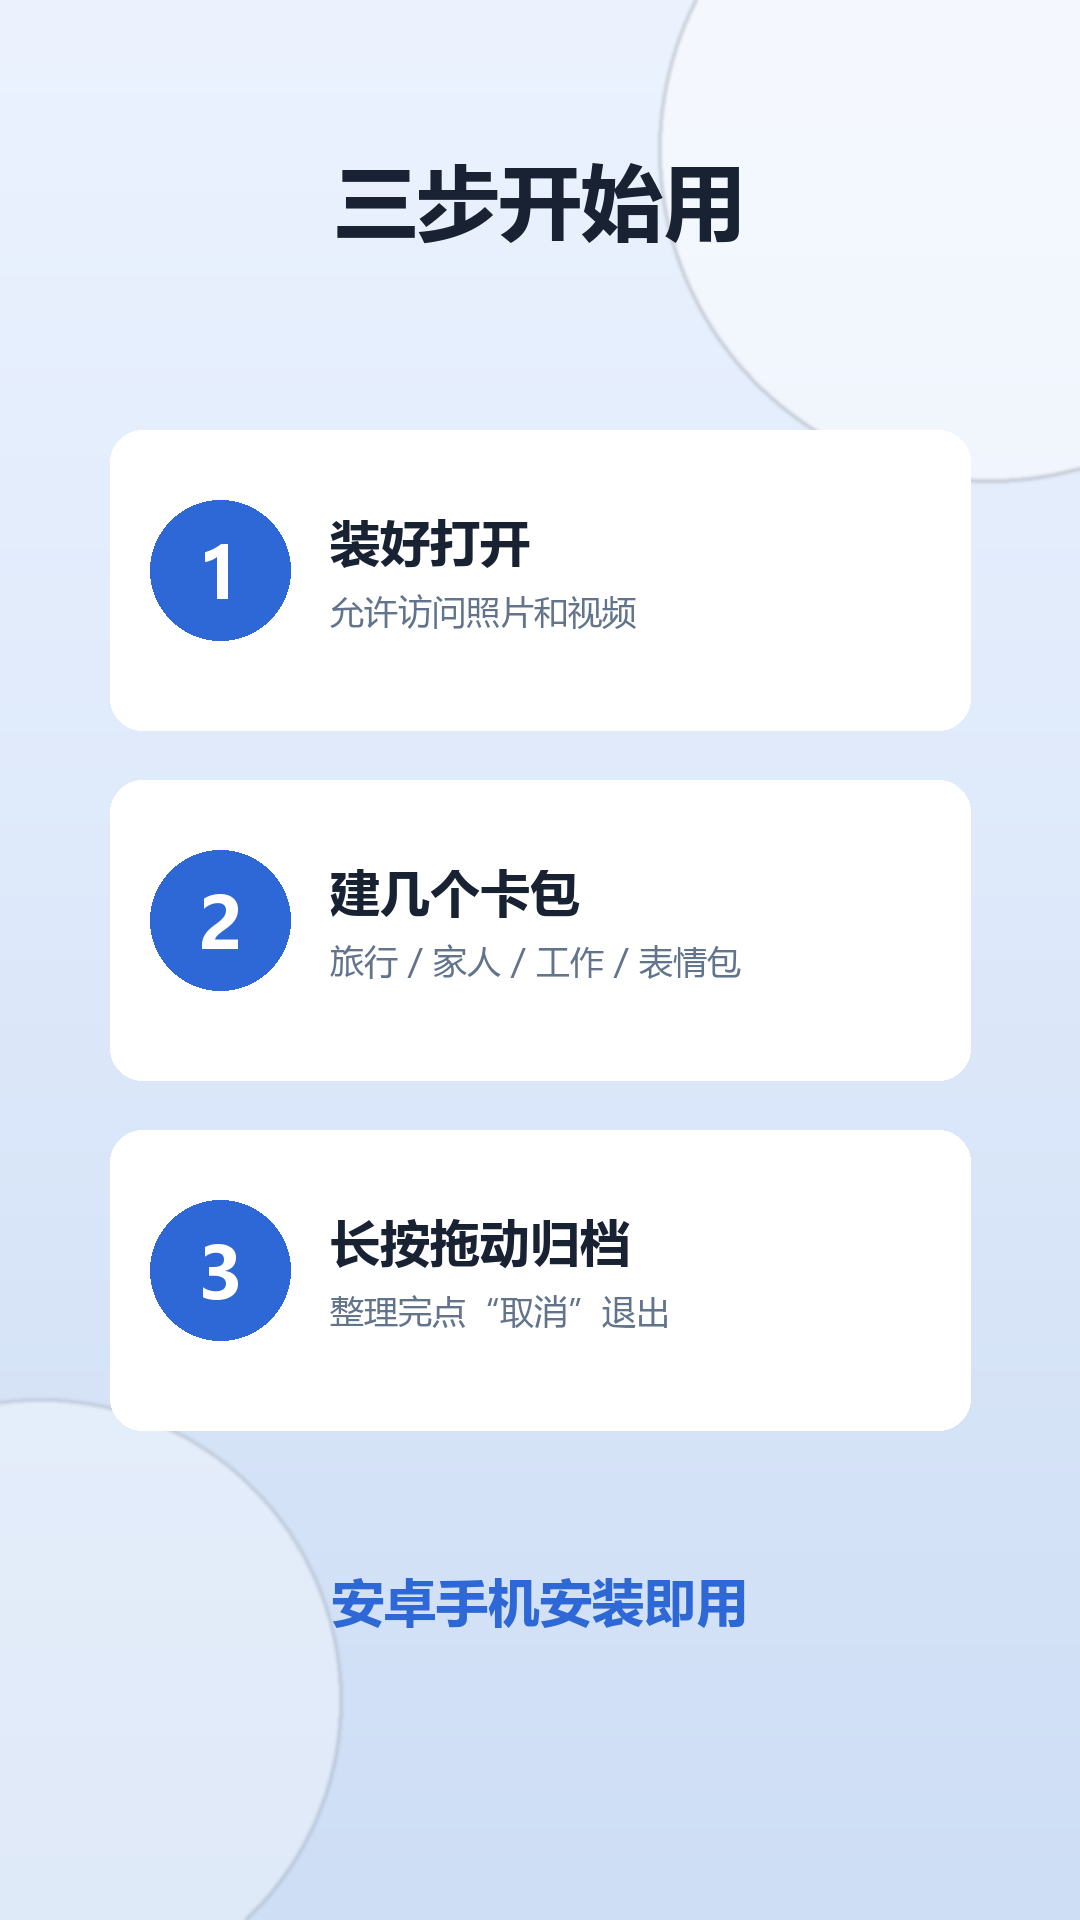 三步开始用
1
装好打开
允许访问照片和视频
2
建几个卡包
旅行 / 家人 / 工作 / 表情包
3
长按拖动归档
整理完点“取消”退出
安卓手机安装即用